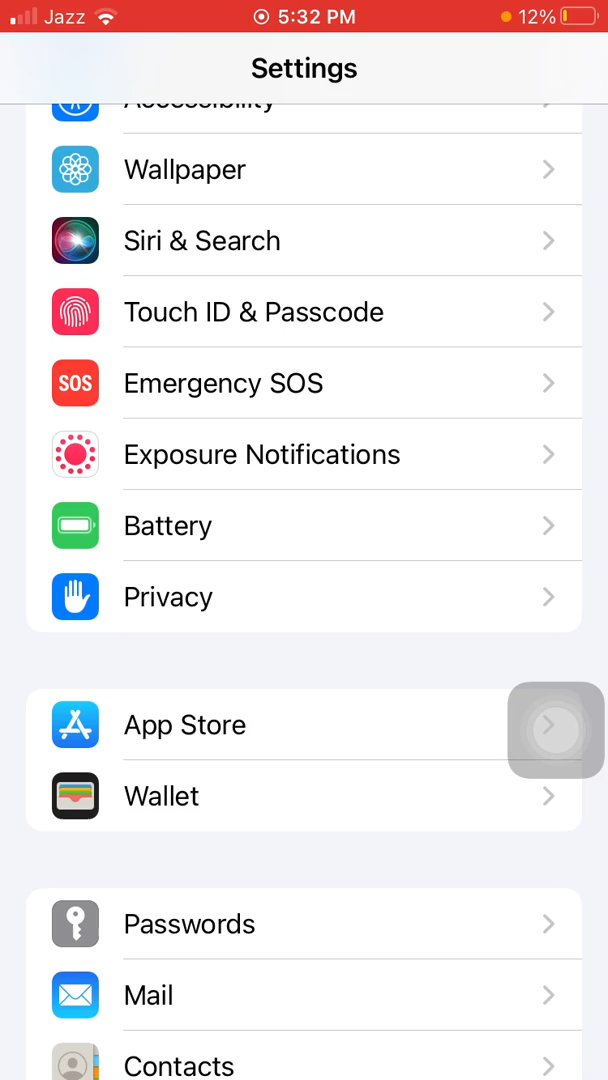 Jazz 5:32 PM 12%
Settings
Accessibility
Wallpaper
Siri & Search
Touch ID & Passcode
SOS Emergency SOS
Exposure Notifications
Battery
Privacy
App Store
Wallet
Passwords
Mail
Contacts